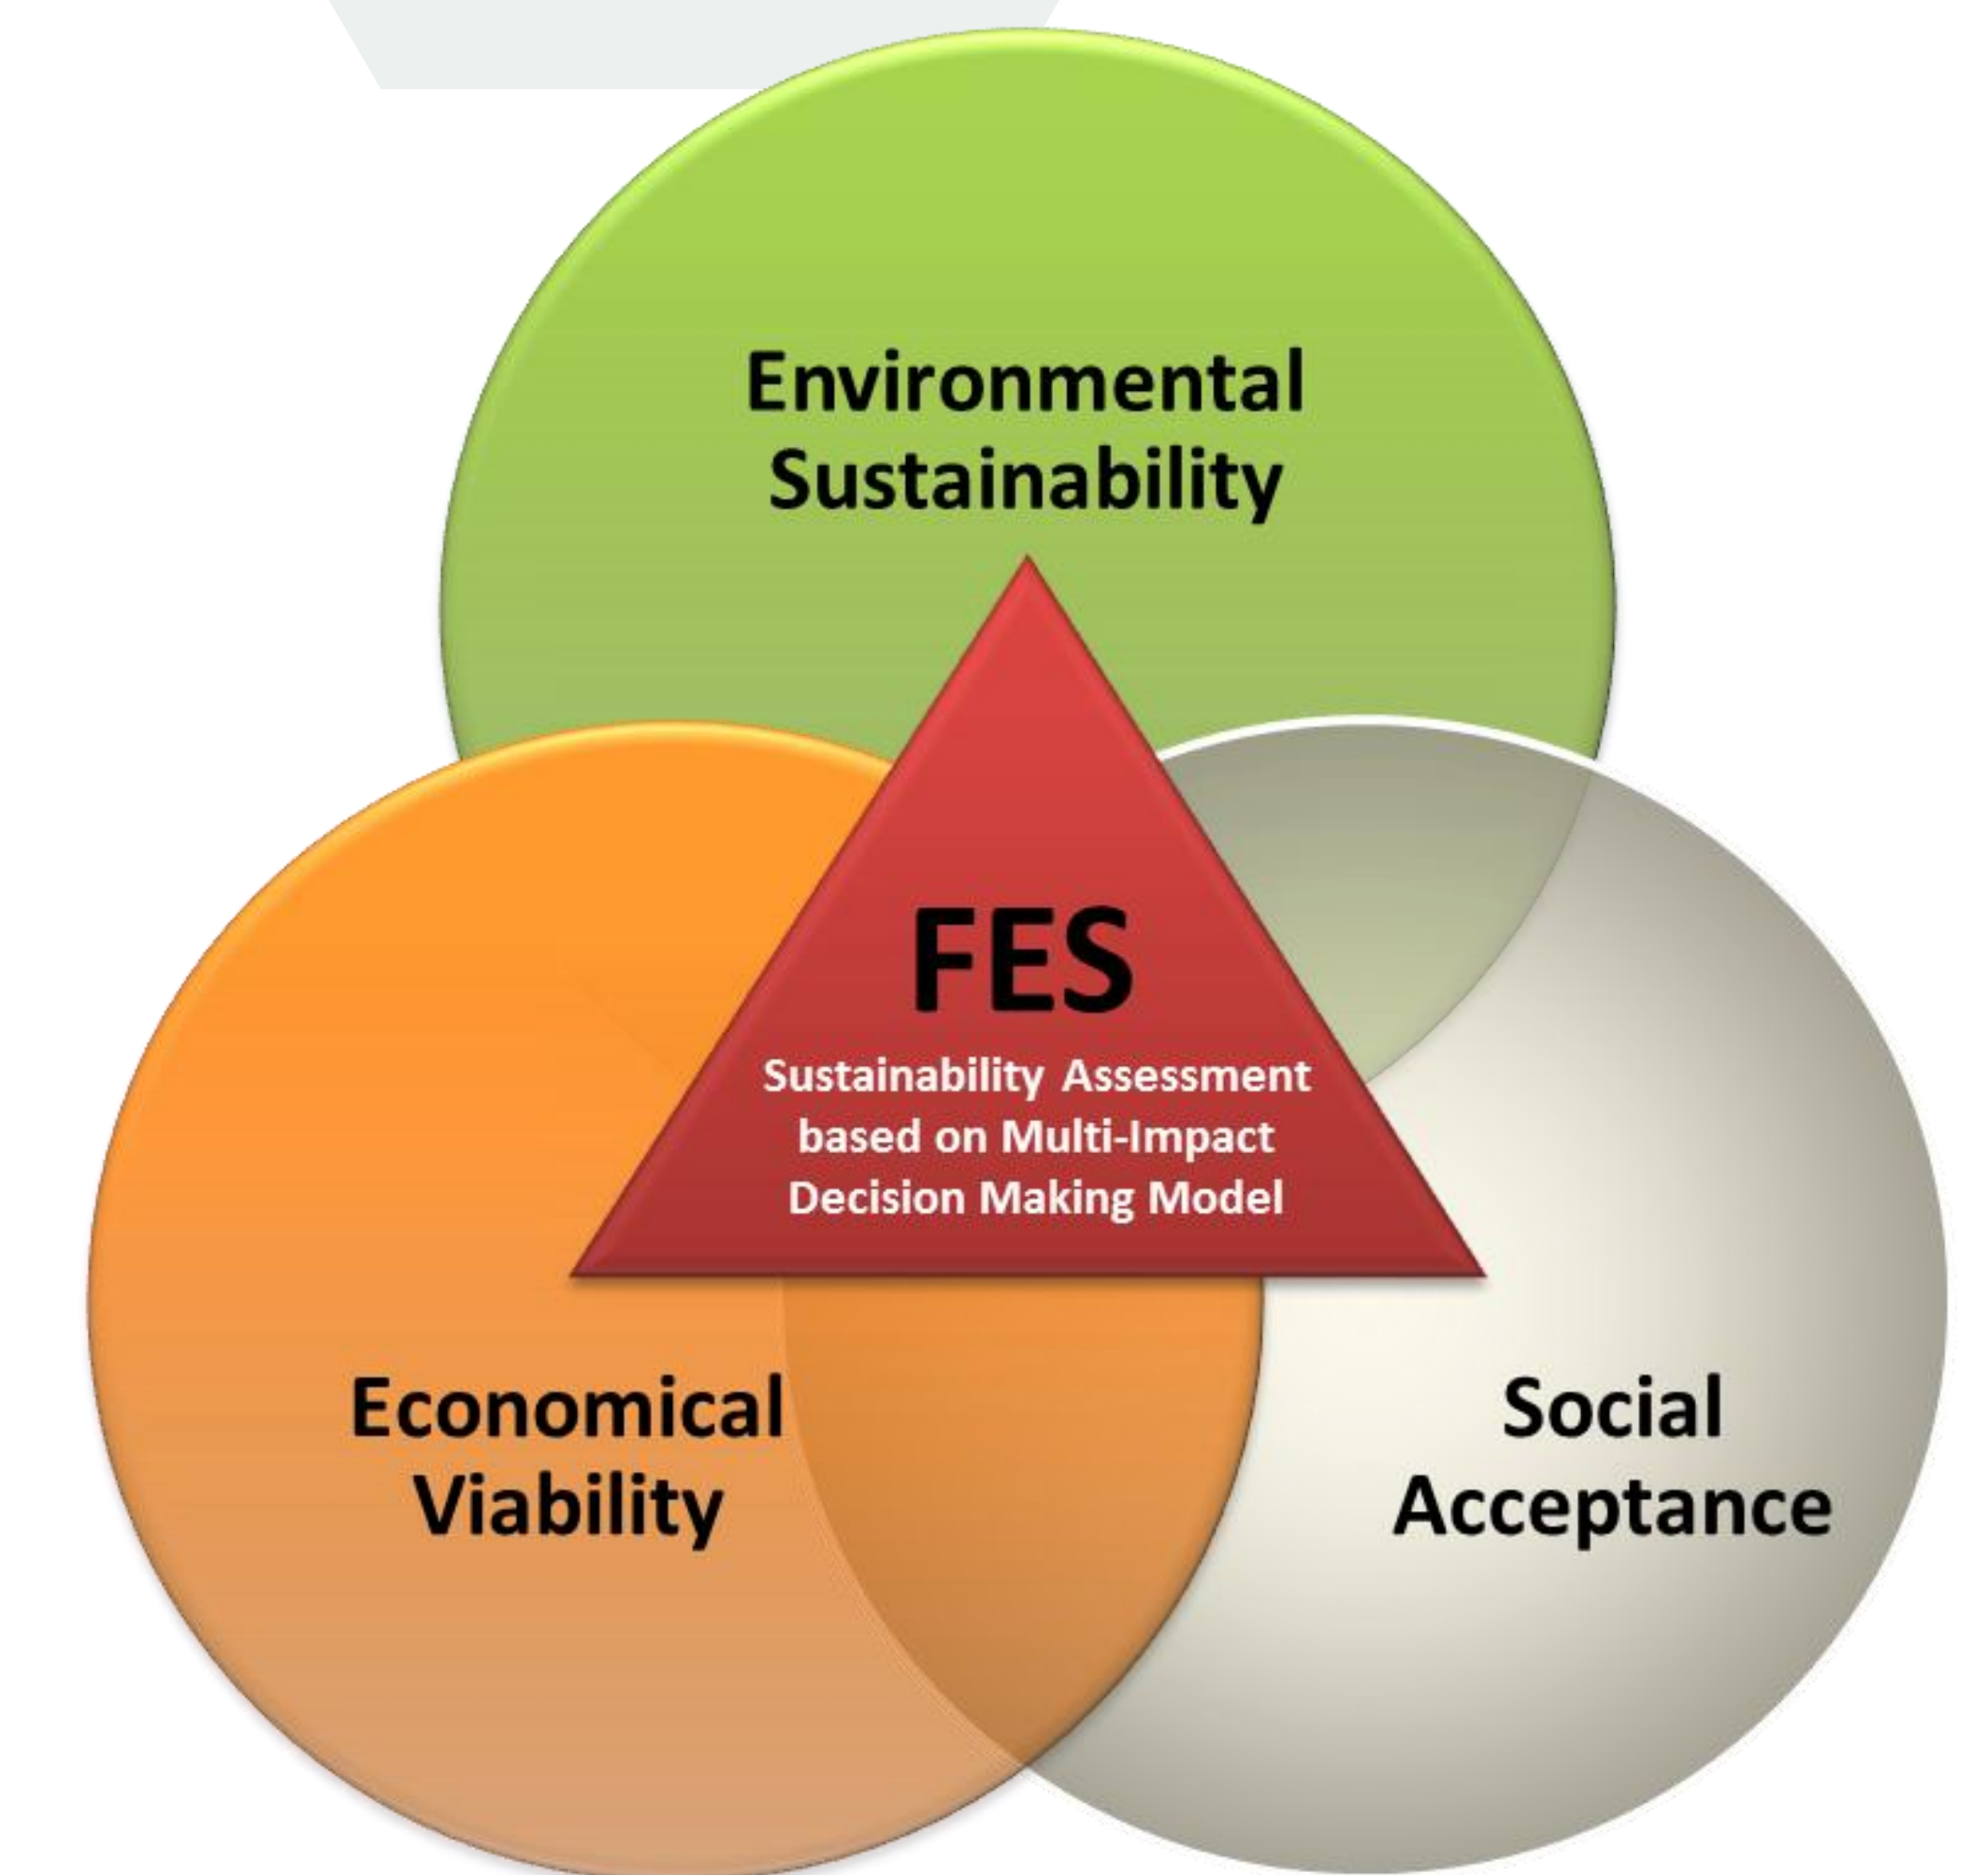 Environmental
Sustainability
FES
Sustainability Assessment
based on Multi-Impact
Decision Making Model
Economical
Viability
Social
Acceptance